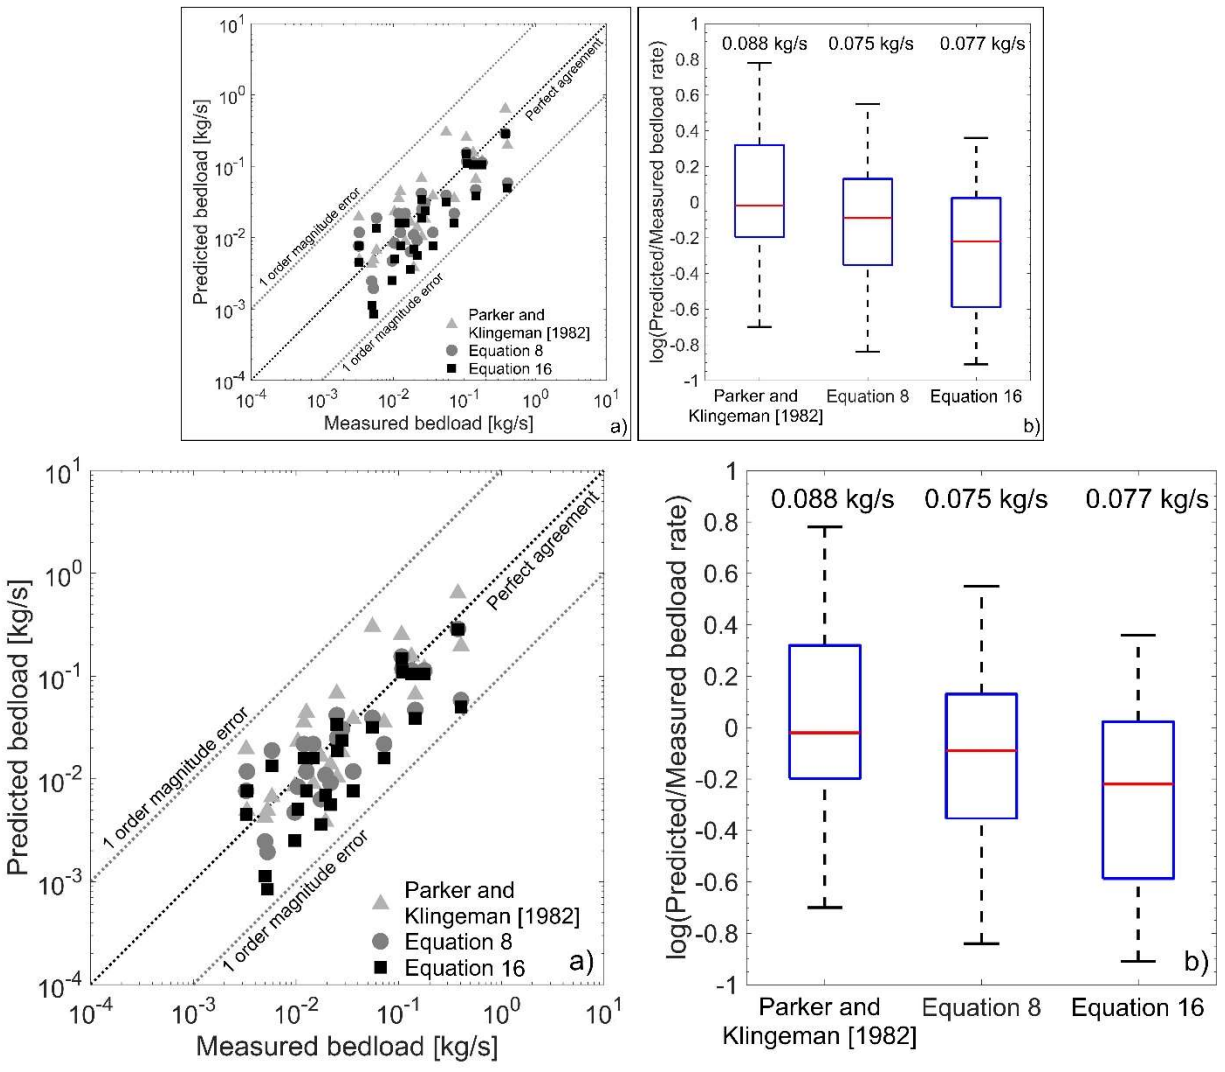 10^1
10^0
10^-1
10^-2
10^-3
10^-4
Predicted bedload [kg/s]
1 order magnitude error
Perfect agreement
1 order magnitude error
Parker and
Klingeman [1982]
Equation 8
Equation 16
10^-4 10^-3 10^-2 10^-1 10^0 10^1
Measured bedload [kg/s]
a)
1
0.8
0.6
0.4
0.2
0
-0.2
-0.4
-0.6
-0.8
-1
log(Predicted/Measured bedload rate)
0.088 kg/s 0.075 kg/s 0.077 kg/s
Parker and Equation 8 Equation 16
Klingeman [1982]
b)
10^1
10^0
10^-1
10^-2
10^-3
10^-4
Predicted bedload [kg/s]
1 order magnitude error
Perfect agreement
1 order magnitude error
Parker and
Klingeman [1982]
Equation 8
Equation 16
a)
10^-4 10^-3 10^-2 10^-1 10^0 10^1
Measured bedload [kg/s]
1
0.8
0.6
0.4
0.2
0
-0.2
-0.4
-0.6
-0.8
-1
log(Predicted/Measured bedload rate)
0.088 kg/s 0.075 kg/s 0.077 kg/s
b)
Parker and Equation 8 Equation 16
Klingeman [1982]